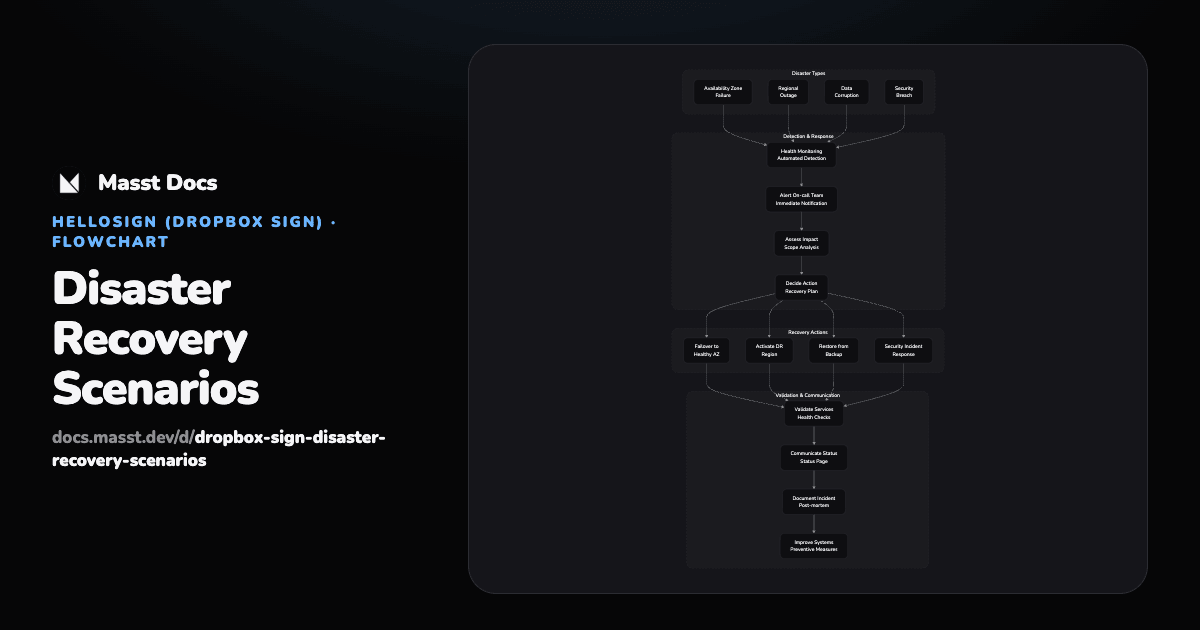 Masst Docs
HELLOSIGN (DROPBOX SIGN) ·
FLOWCHART
Disaster
Recovery
Scenarios
docs.masst.dev/d/dropbox-sign-disaster-
recovery-scenarios
Disaster Types
Availability Zone
Failure
Regional
Outage
Data
Corruption
Security
Breach
Detection & Response
Health Monitoring
Automated Detection
Alert On-call Team
Immediate Notification
Assess Impact
Scope Analysis
Decide Action
Recovery Plan
Recovery Actions
Failover to
Healthy AZ
Activate DR
Region
Restore from
Backup
Security Incident
Response
Validation & Communication
Validate Services
Health Checks
Communicate Status
Status Page
Document Incident
Post-mortem
Improve Systems
Preventive Measures